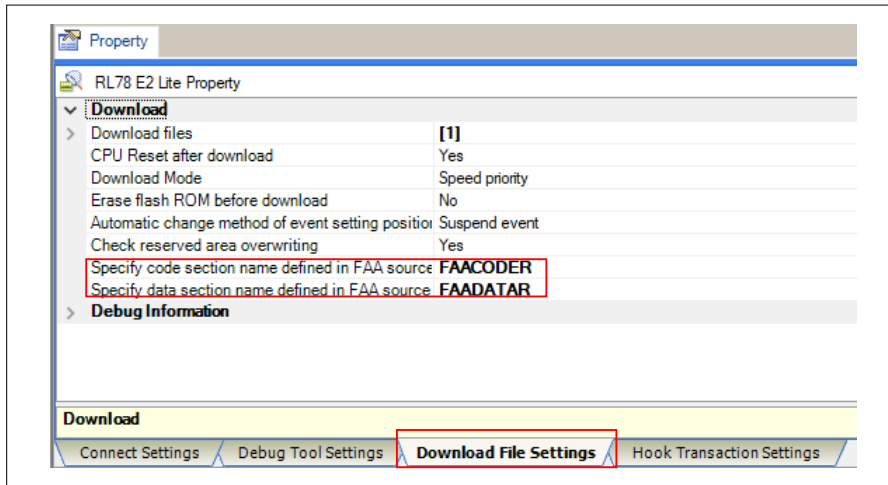 Property
RL78 E2 Lite Property
Download
Download files [1]
CPU Reset after download Yes
Download Mode Speed priority
Erase flash ROM before download No
Automatic change method of event setting position Suspend event
Check reserved area overwriting Yes
Specify code section name defined in FAA source FAACODER
Specify data section name defined in FAA source FAADATAR
Debug Information
Download
Connect Settings Debug Tool Settings Download File Settings Hook Transaction Settings